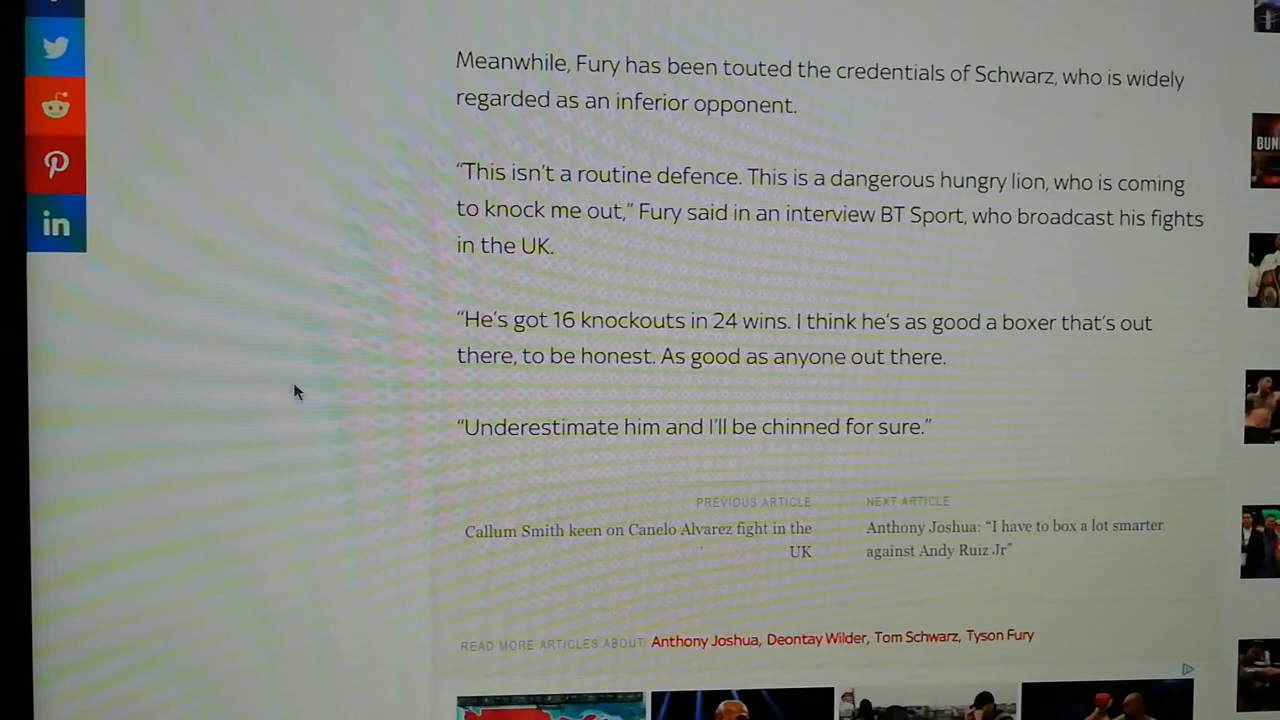 Meanwhile, Fury has been touted the credentials of Schwarz, who is widely
regarded as an inferior opponent.
“This isn't a routine defence. This is a dangerous hungry lion, who is coming
to knock me out,” Fury said in an interview BT Sport, who broadcast his fights
in the UK.
“He's got 16 knockouts in 24 wins. I think he's as good a boxer that's out
there, to be honest. As good as anyone out there.
“Underestimate him and I'll be chinned for sure.”
PREVIOUS ARTICLE
Callum Smith keen on Canelo Alvarez fight in the
UK
NEXT ARTICLE
Anthony Joshua: “I have to box a lot smarter
against Andy Ruiz Jr”
READ MORE ARTICLES ABOUT: Anthony Joshua, Deontay Wilder, Tom Schwarz, Tyson Fury
in
BUN